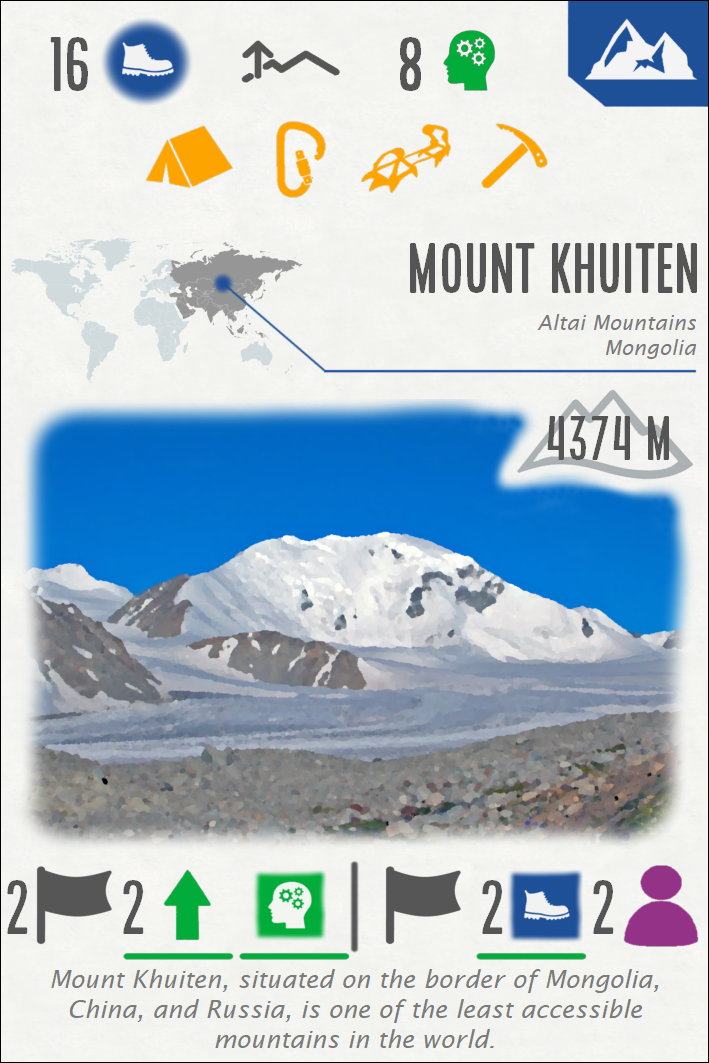 16 8
MOUNT KHUITEN
Altai Mountains
Mongolia
4374 M
2 2 2 2
Mount Khuiten, situated on the border of Mongolia,
China, and Russia, is one of the least accessible
mountains in the world.